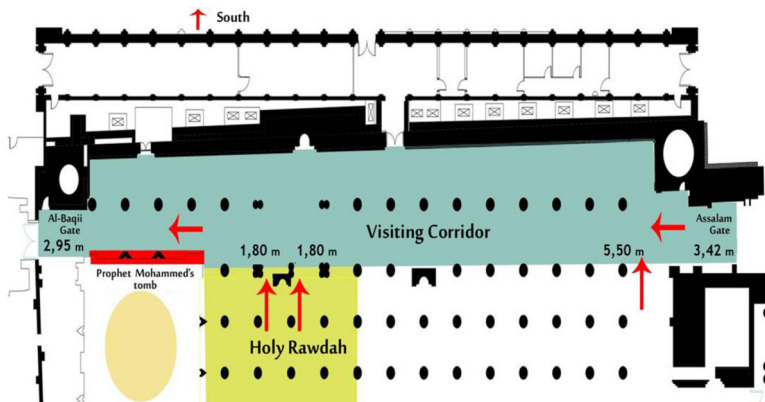 South
Al-Baqii
Gate
2,95 m
Visiting Corridor
Assalam
Gate
3,42 m
1,80 m
1,80 m
5,50 m
Prophet Mohammed's
tomb
Holy Rawdah